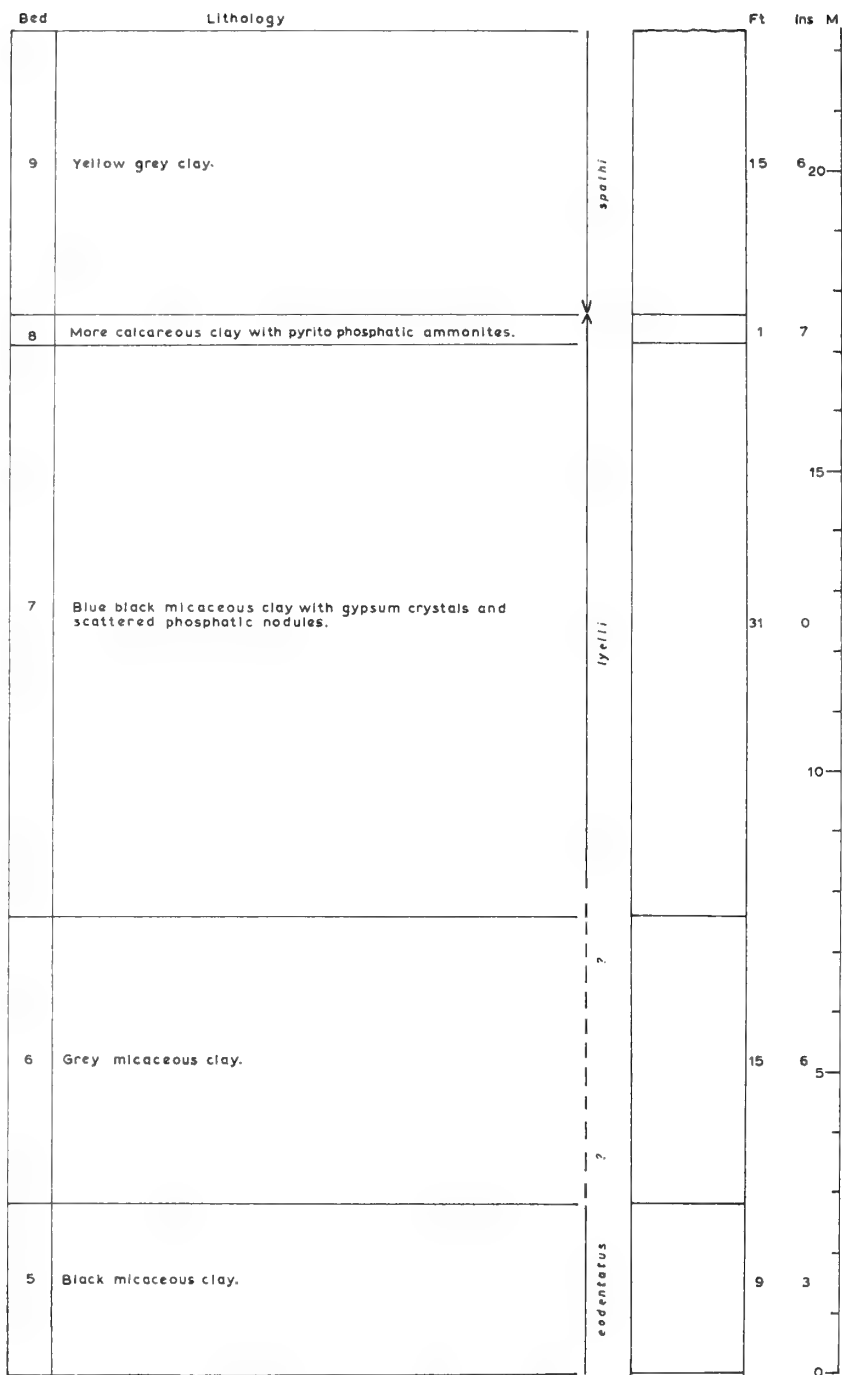 Bed Lithology Ft Ins M
9 Yellow grey clay. spathi 15 6 20
8 More calcareous clay with pyrito phosphatic ammonites. 1 7
15
7 Blue black micaceous clay with gypsum crystals and
scattered phosphatic nodules. lyelli 31 0
10
?
6 Grey micaceous clay. 15 6 5
?
5 Black micaceous clay. eodentatus 9 3
0